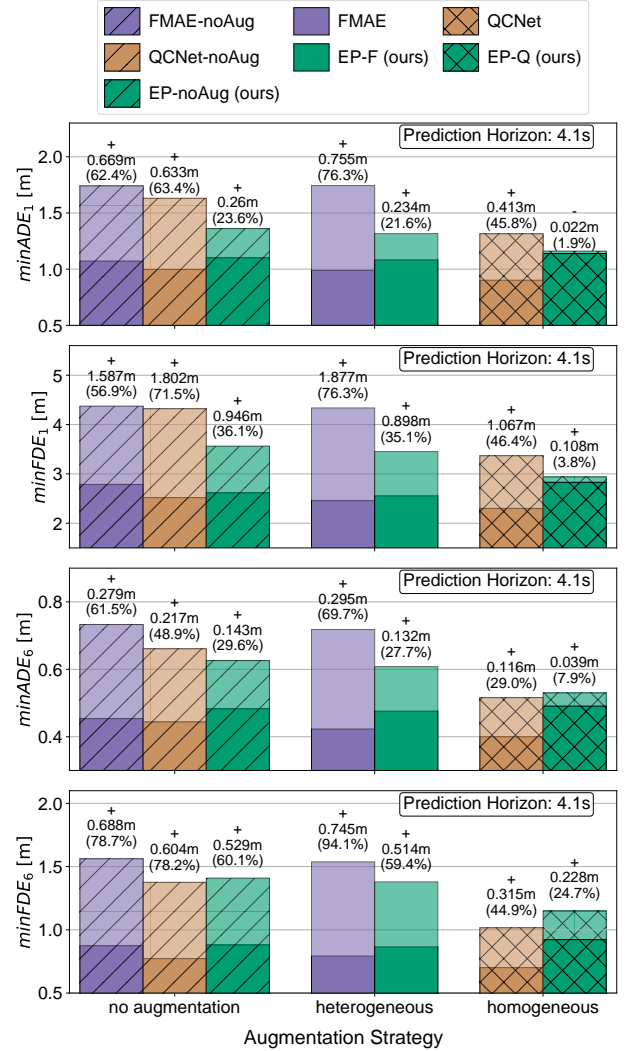 FMAE-noAug
FMAE
QCNet
QCNet-noAug
EP-F (ours)
EP-Q (ours)
EP-noAug (ours)
minADE₁ [m]
2.0
1.5
1.0
0.5
Prediction Horizon: 4.1s
+
0.669m
(62.4%)
+
0.633m
(63.4%)
+
0.26m
(23.6%)
+
0.755m
(76.3%)
+
0.234m
(21.6%)
+
0.413m
(45.8%)
-
0.022m
(1.9%)
minFDE₁ [m]
5
4
3
2
Prediction Horizon: 4.1s
+
1.587m
(56.9%)
+
1.802m
(71.5%)
+
0.946m
(36.1%)
+
1.877m
(76.3%)
+
0.898m
(35.1%)
+
1.067m
(46.4%)
+
0.108m
(3.8%)
minADE₆ [m]
0.8
0.6
0.4
Prediction Horizon: 4.1s
+
0.279m
(61.5%)
+
0.217m
(48.9%)
+
0.143m
(29.6%)
+
0.295m
(69.7%)
+
0.132m
(27.7%)
+
0.116m
(29.0%)
+
0.039m
(7.9%)
minFDE₆ [m]
2.0
1.5
1.0
0.5
Prediction Horizon: 4.1s
+
0.688m
(78.7%)
+
0.604m
(78.2%)
+
0.529m
(60.1%)
+
0.745m
(94.1%)
+
0.514m
(59.4%)
+
0.315m
(44.9%)
+
0.228m
(24.7%)
no augmentation
heterogeneous
homogeneous
Augmentation Strategy